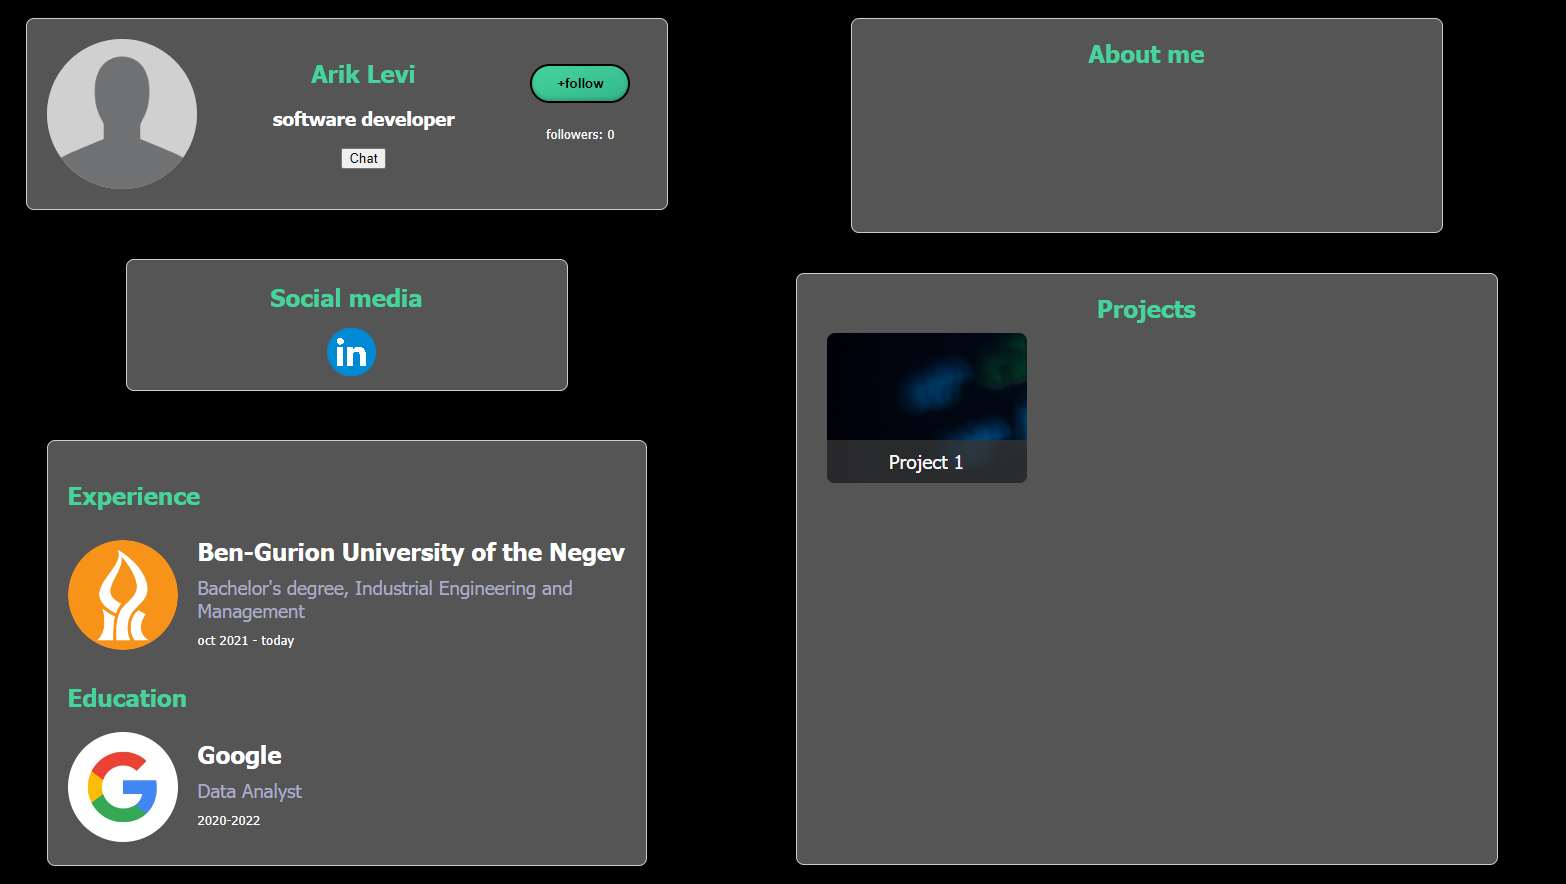 Arik Levi
software developer
Chat
+follow
followers: 0
Social media
in
Experience
Ben-Gurion University of the Negev
Bachelor's degree, Industrial Engineering and
Management
oct 2021 - today
Education
Google
Data Analyst
2020-2022
About me
Projects
Project 1